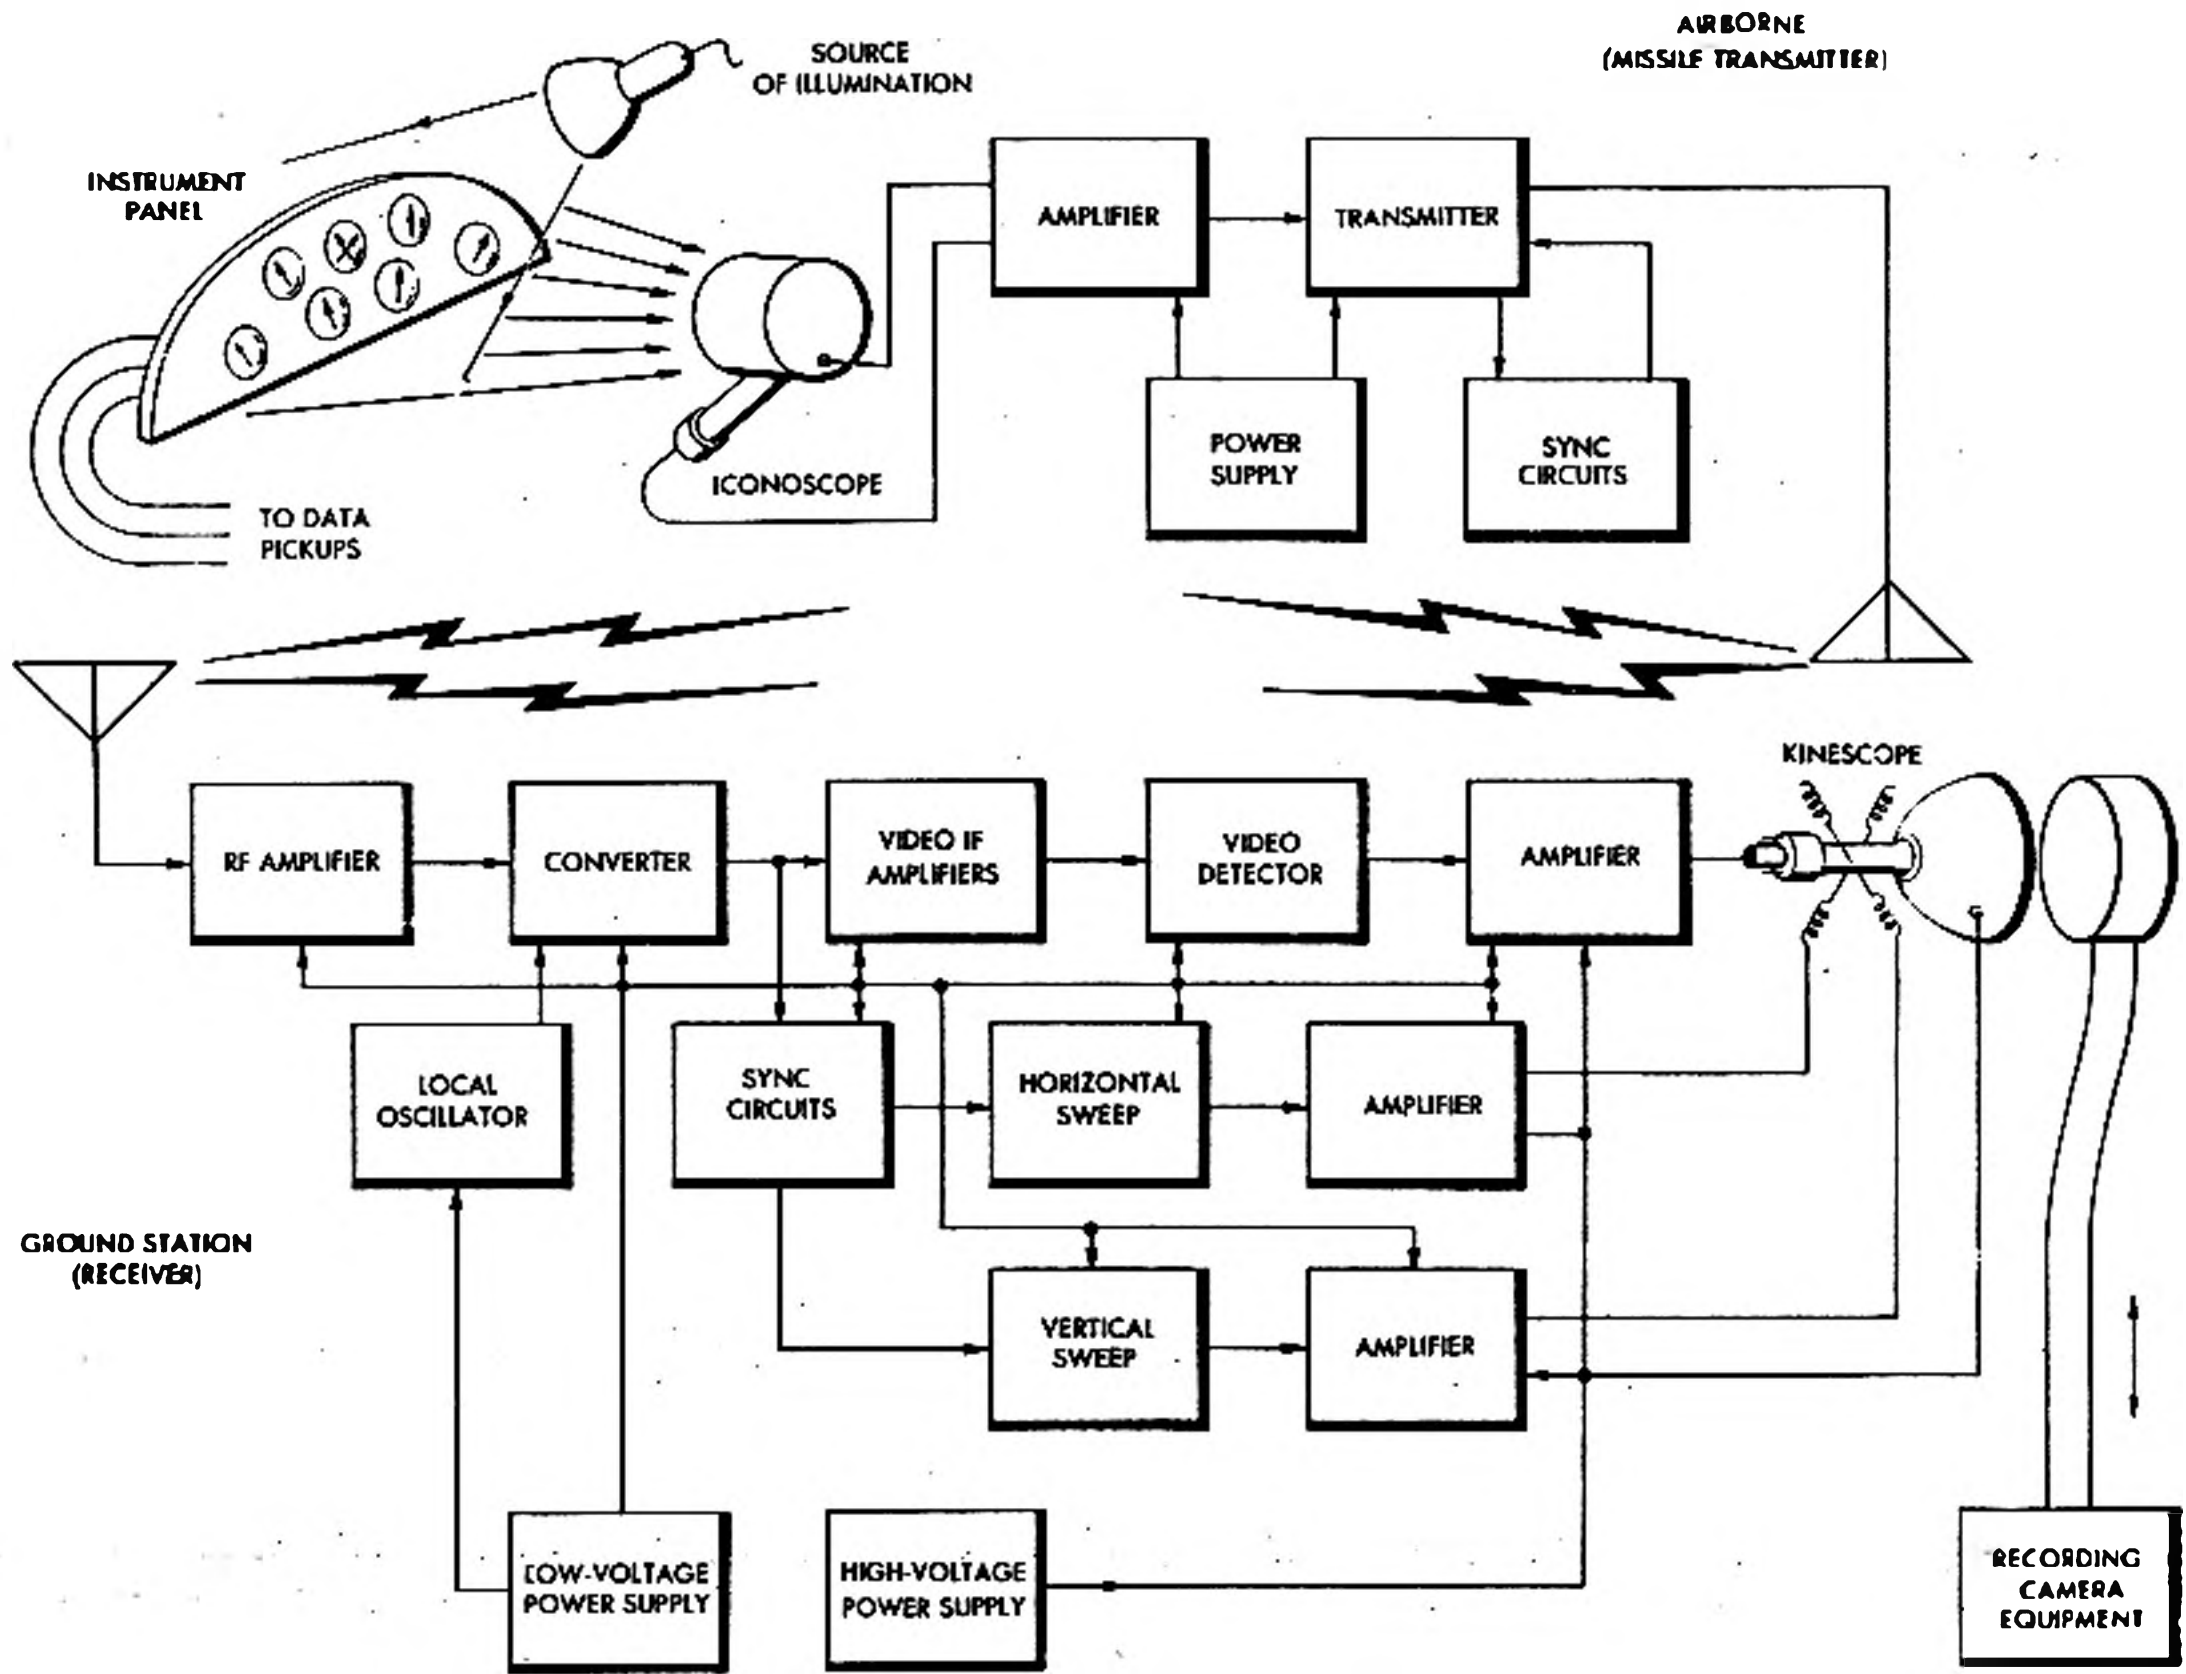 AIRBORNE
(MISSILE TRANSMITTER)
SOURCE
OF ILLUMINATION
INSTRUMENT
PANEL
AMPLIFIER
TRANSMITTER
POWER
SUPPLY
SYNC
CIRCUITS
ICONOSCOPE
TO DATA
PICKUPS
KINESCOPE
RF AMPLIFIER
CONVERTER
VIDEO IF
AMPLIFIERS
VIDEO
DETECTOR
AMPLIFIER
LOCAL
OSCILLATOR
SYNC
CIRCUITS
HORIZONTAL
SWEEP
AMPLIFIER
GROUND STATION
(RECEIVER)
VERTICAL
SWEEP
AMPLIFIER
LOW-VOLTAGE
POWER SUPPLY
HIGH-VOLTAGE
POWER SUPPLY
RECORDING
CAMERA
EQUIPMENT